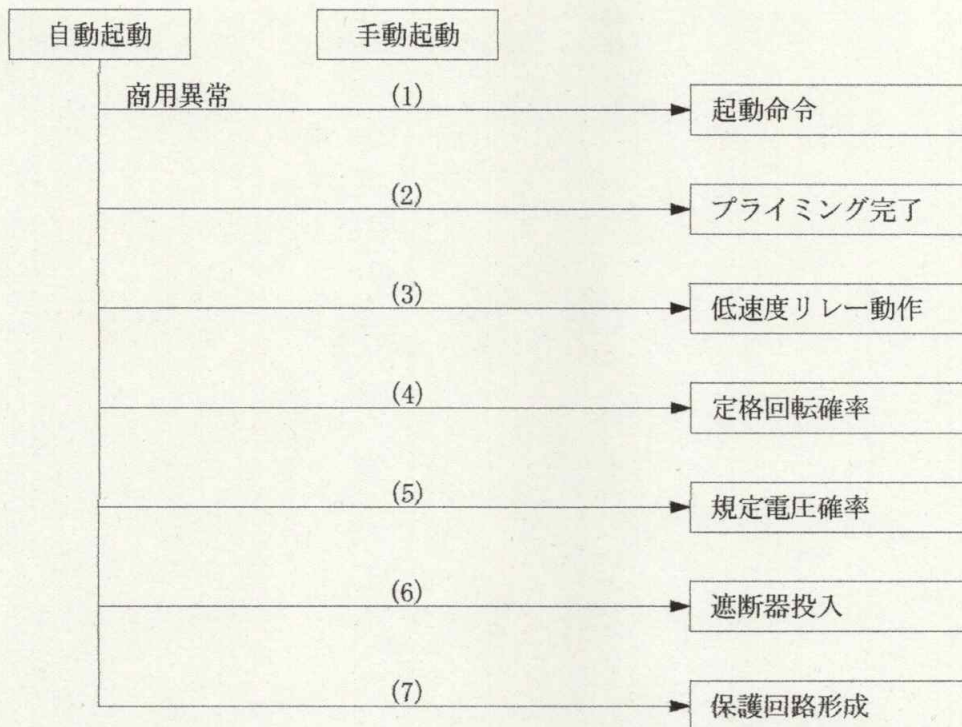 自動起動
手動起動
商用異常
(1)
起動命令
(2)
プライミング完了
(3)
低速度リレー動作
(4)
定格回転確率
(5)
規定電圧確率
(6)
遮断器投入
(7)
保護回路形成